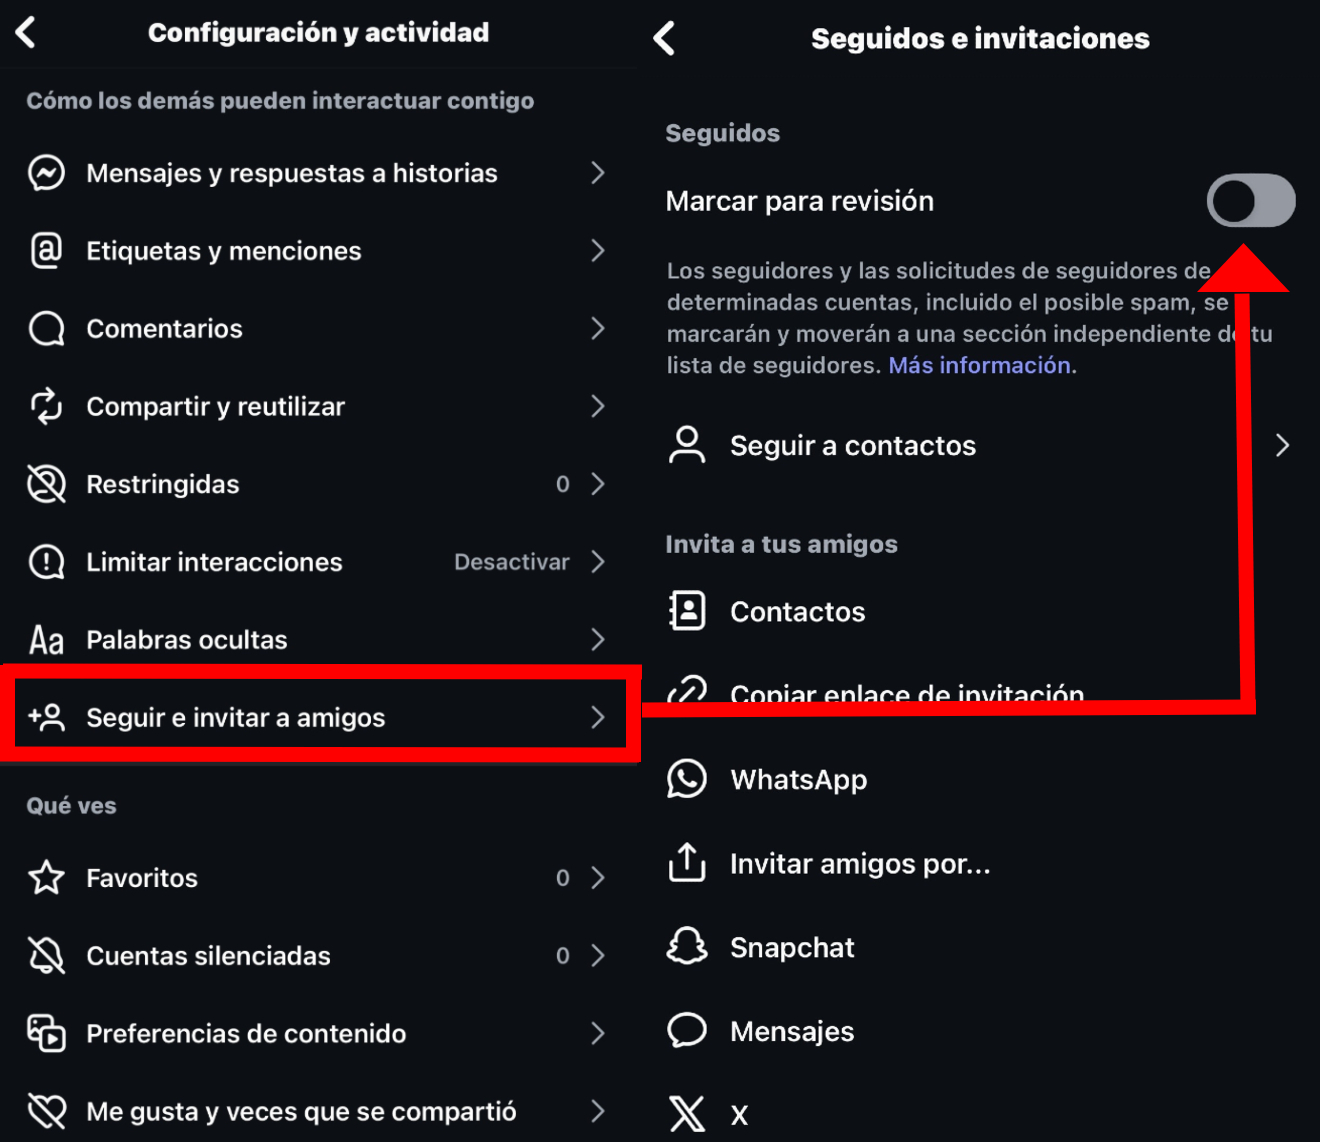 Configuración y actividad
Cómo los demás pueden interactuar contigo
Mensajes y respuestas a historias
Etiquetas y menciones
Comentarios
Compartir y reutilizar
Restringidas 0
Limitar interacciones Desactivar
Aa Palabras ocultas
Seguir e invitar a amigos
Qué ves
Favoritos 0
Cuentas silenciadas 0
Preferencias de contenido
Me gusta y veces que se compartió
Seguidos e invitaciones
Seguidos
Marcar para revisión
Los seguidores y las solicitudes de seguidores de
determinadas cuentas, incluido el posible spam, se
marcarán y moverán a una sección independiente de tu
lista de seguidores. Más información.
Seguir a contactos
Invita a tus amigos
Contactos
Copiar enlace de invitación
WhatsApp
Invitar amigos por...
Snapchat
Mensajes
X